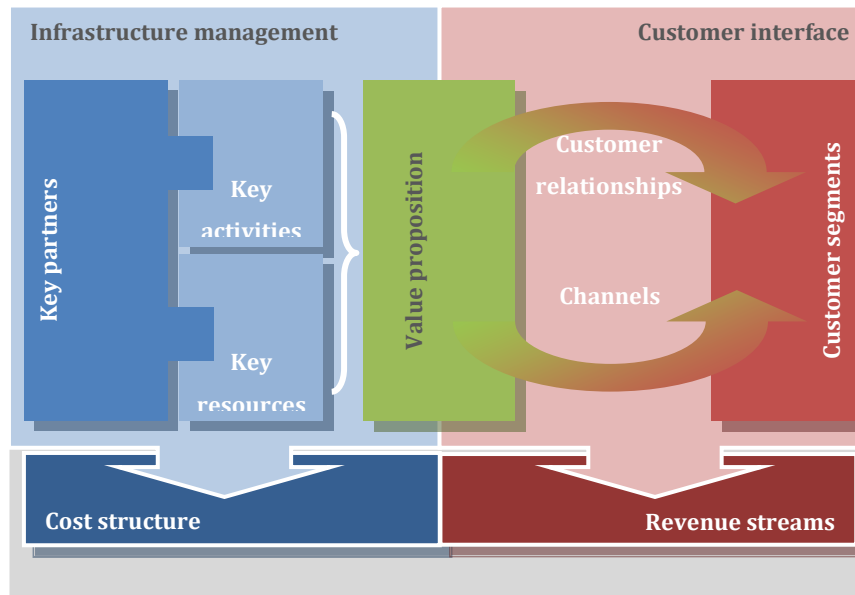 Infrastructure management
Customer interface
Key partners
Key
activities
Key
resources
Value proposition
Customer
relationships
Channels
Customer segments
Cost structure
Revenue streams